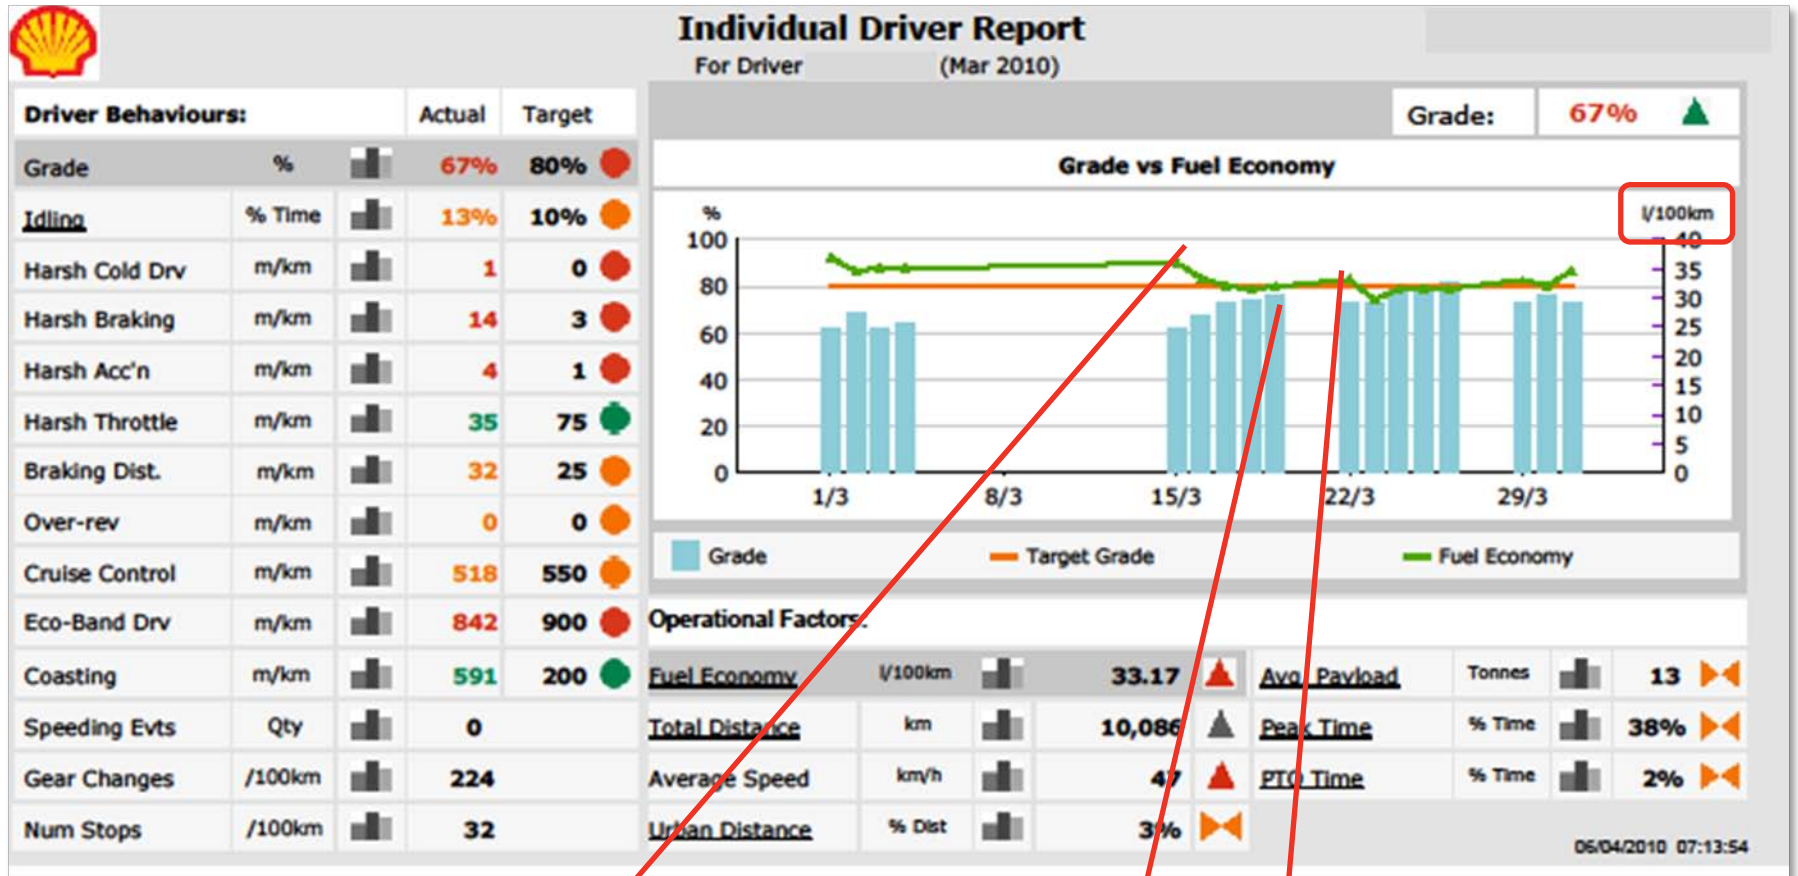 Individual Driver Report
For Driver (Mar 2010)
Driver Behaviours: Actual Target
Grade % 67% 80%
Idling % Time 13% 10%
Harsh Cold Drv m/km 1 0
Harsh Braking m/km 14 3
Harsh Acc'n m/km 4 1
Harsh Throttle m/km 35 75
Braking Dist. m/km 32 25
Over-rev m/km 0 0
Cruise Control m/km 518 550
Eco-Band Drv m/km 842 900
Coasting m/km 591 200
Speeding Evts Qty 0
Gear Changes /100km 224
Num Stops /100km 32
Grade: 67%
Grade vs Fuel Economy
% l/100km
100
80
60
40
20
0
40
35
30
25
20
15
10
5
0
1/3 8/3 15/3 22/3 29/3
Grade Target Grade Fuel Economy
Operational Factors:
Fuel Economy l/100km 33.17 Avg Payload Tonnes 13
Total Distance km 10,086 Peak Time % Time 38%
Average Speed km/h 47 PTO Time % Time 2%
Urban Distance % Dist 3%
06/04/2010 07:13:54